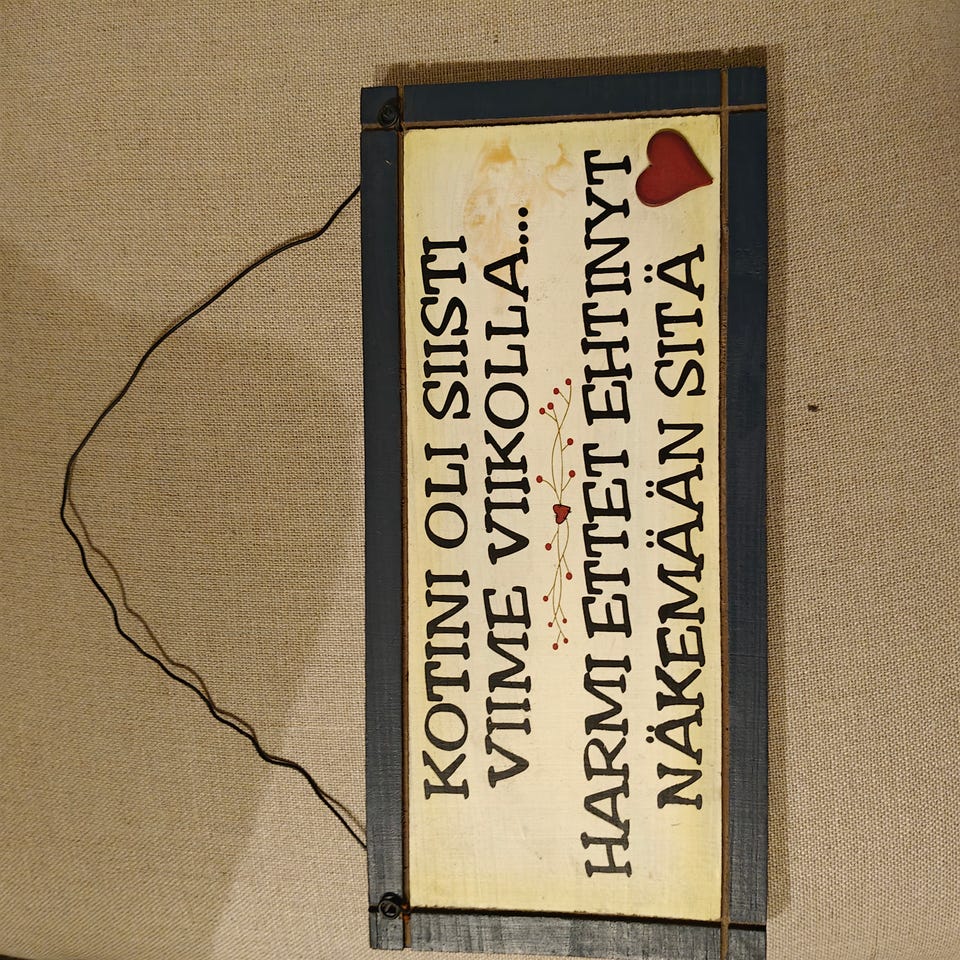 KOTINI OLI SIISTI
VIIME VIIKOLLA...
HARMI ETTET EHTINYT
NÄKEMÄÄN SITÄ